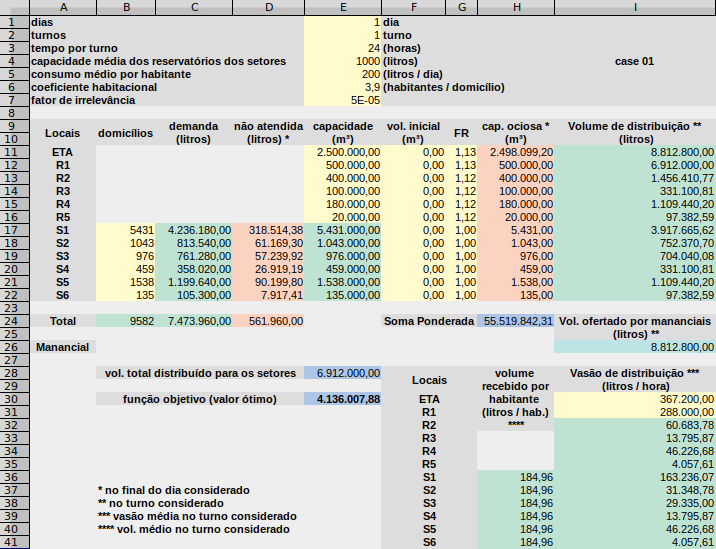 A B C D E F G H I
1 dias 1 dia
2 turnos 1 turno
3 tempo por turno 24 (horas)
4 capacidade média dos reservatórios dos setores 1000 (litros) case 01
5 consumo médio por habitante 200 (litros / dia)
6 coeficiente habitacional 3,9 (habitantes / domicílio)
7 fator de irrelevância 5E-05
8
9 Locais domicílios demanda não atendida capacidade vol. inicial FR cap. ociosa * Volume de distribuição **
10 (litros) (litros) * (m³) (m³) (m³) (litros)
11 ETA 2.500.000,00 0,00 1,13 2.498.099,20 8.812.800,00
12 R1 500.000,00 0,00 1,13 500.000,00 6.912.000,00
13 R2 400.000,00 0,00 1,12 400.000,00 1.456.410,77
14 R3 100.000,00 0,00 1,12 100.000,00 331.100,81
15 R4 180.000,00 0,00 1,12 180.000,00 1.109.440,20
16 R5 20.000,00 0,00 1,12 20.000,00 97.382,59
17 S1 5431 4.236.180,00 318.514,38 5.431.000,00 0,00 1,00 5.431,00 3.917.665,62
18 S2 1043 813.540,00 61.169,30 1.043.000,00 0,00 1,00 1.043,00 752.370,70
19 S3 976 761.280,00 57.239,92 976.000,00 0,00 1,00 976,00 704.040,08
20 S4 459 358.020,00 26.919,19 459.000,00 0,00 1,00 459,00 331.100,81
21 S5 1538 1.199.640,00 90.199,80 1.538.000,00 0,00 1,00 1.538,00 1.109.440,20
22 S6 135 105.300,00 7.917,41 135.000,00 0,00 1,00 135,00 97.382,59
23
24 Total 9582 7.473.960,00 561.960,00 Soma Ponderada 55.519.842,31 Vol. ofertado por mananciais
25 (litros) **
26 Manancial 8.812.800,00
27
28 vol. total distribuído para os setores 6.912.000,00 Locais volume Vasão de distribuição ***
29 recebido por (litros / hora)
30 função objetivo (valor ótimo) 4.136.007,88 ETA habitante 367.200,00
31 R1 (litros / hab.) 288.000,00
32 R2 **** 60.683,78
33 R3 13.795,87
34 R4 46.226,68
35 R5 4.057,61
36 S1 184,96 163.236,07
37 * no final do dia considerado S2 184,96 31.348,78
38 ** no turno considerado S3 184,96 29.335,00
39 *** vasão média no turno considerado S4 184,96 13.795,87
40 **** vol. médio no turno considerado S5 184,96 46.226,68
41 S6 184,96 4.057,61